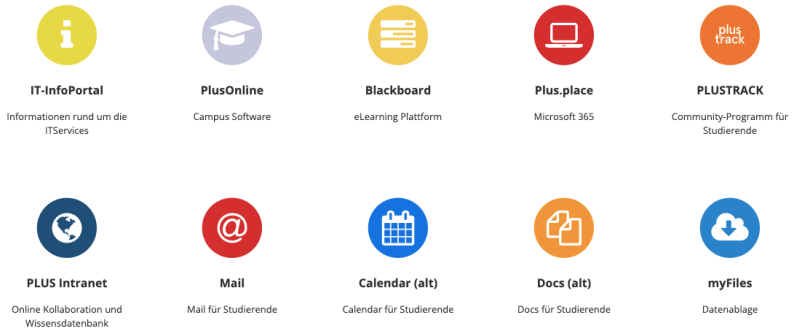 plus
track
IT-InfoPortal
PlusOnline
Blackboard
Plus.place
PLUSTRACK
Informationen rund um die
ITServices
Campus Software
eLearning Plattform
Microsoft 365
Community-Programm für
Studierende
PLUS Intranet
Mail
Calendar (alt)
Docs (alt)
myFiles
Online Kollaboration und
Wissensdatenbank
Mail für Studierende
Calendar für Studierende
Docs für Studierende
Datenablage